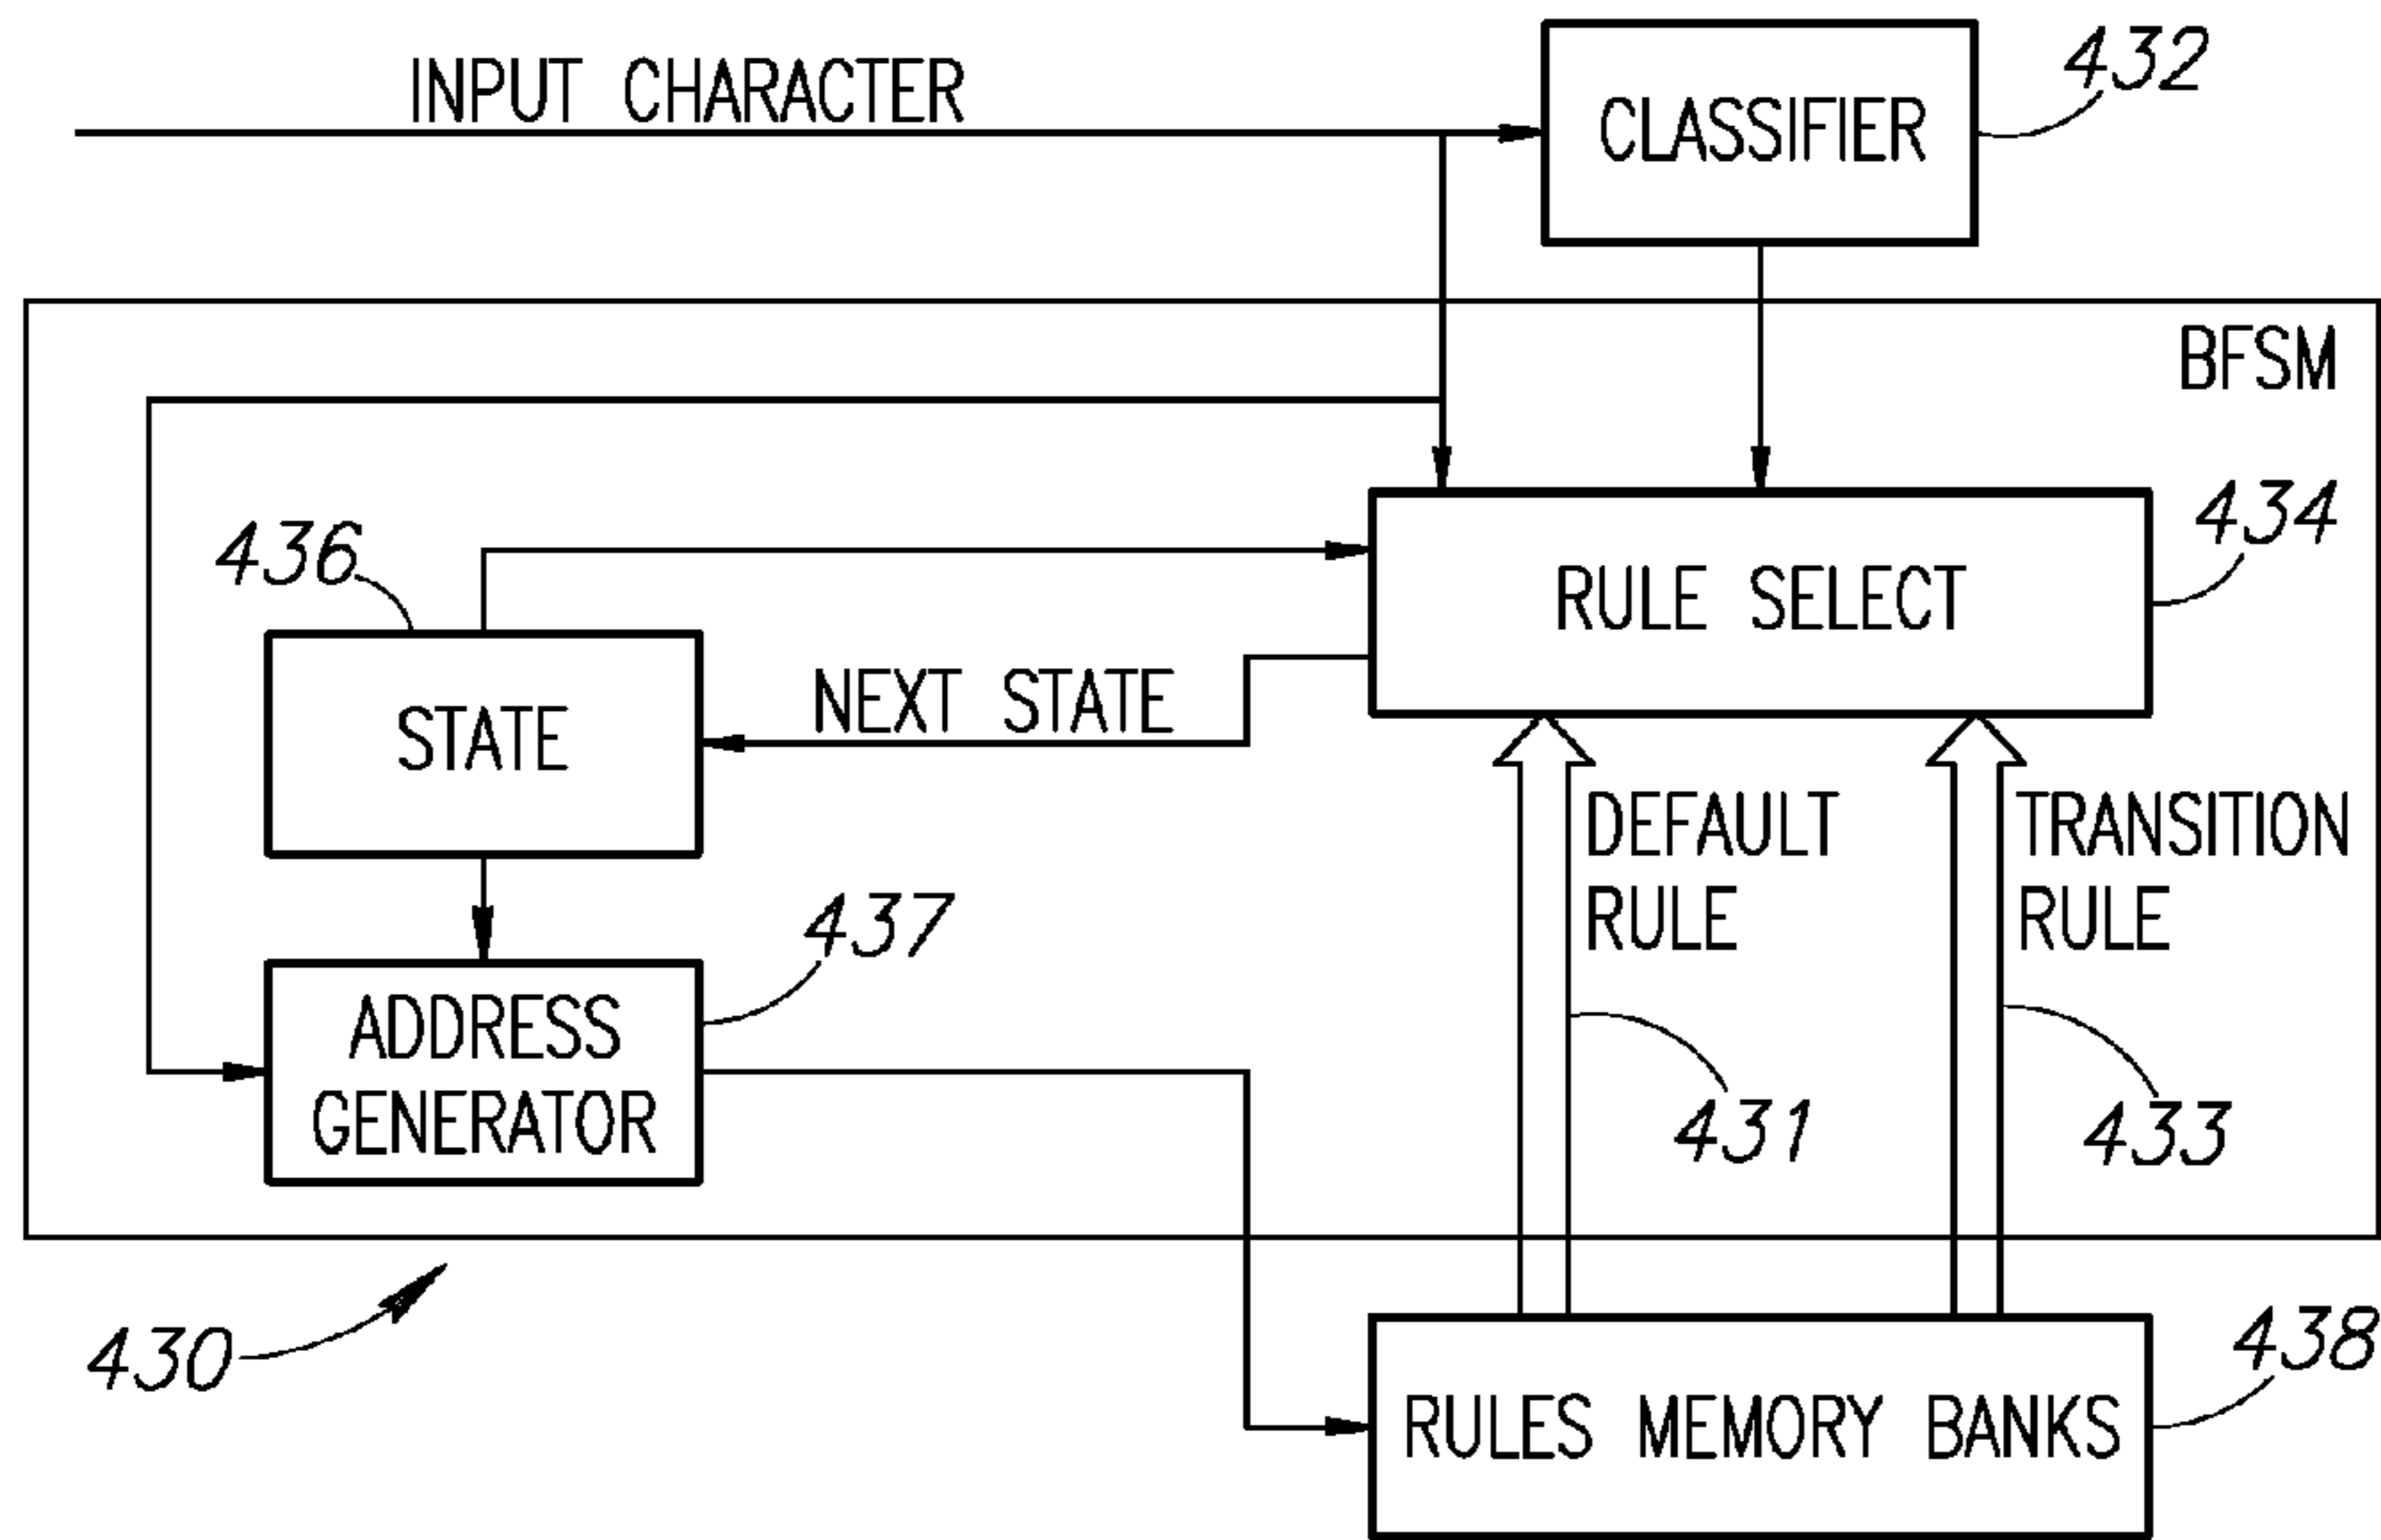 INPUT CHARACTER
CLASSIFIER
432
BFSM
434
436
RULE SELECT
NEXT STATE
STATE
DEFAULT
RULE
TRANSITION
RULE
437
ADDRESS
GENERATOR
431
433
430
438
RULES MEMORY BANKS